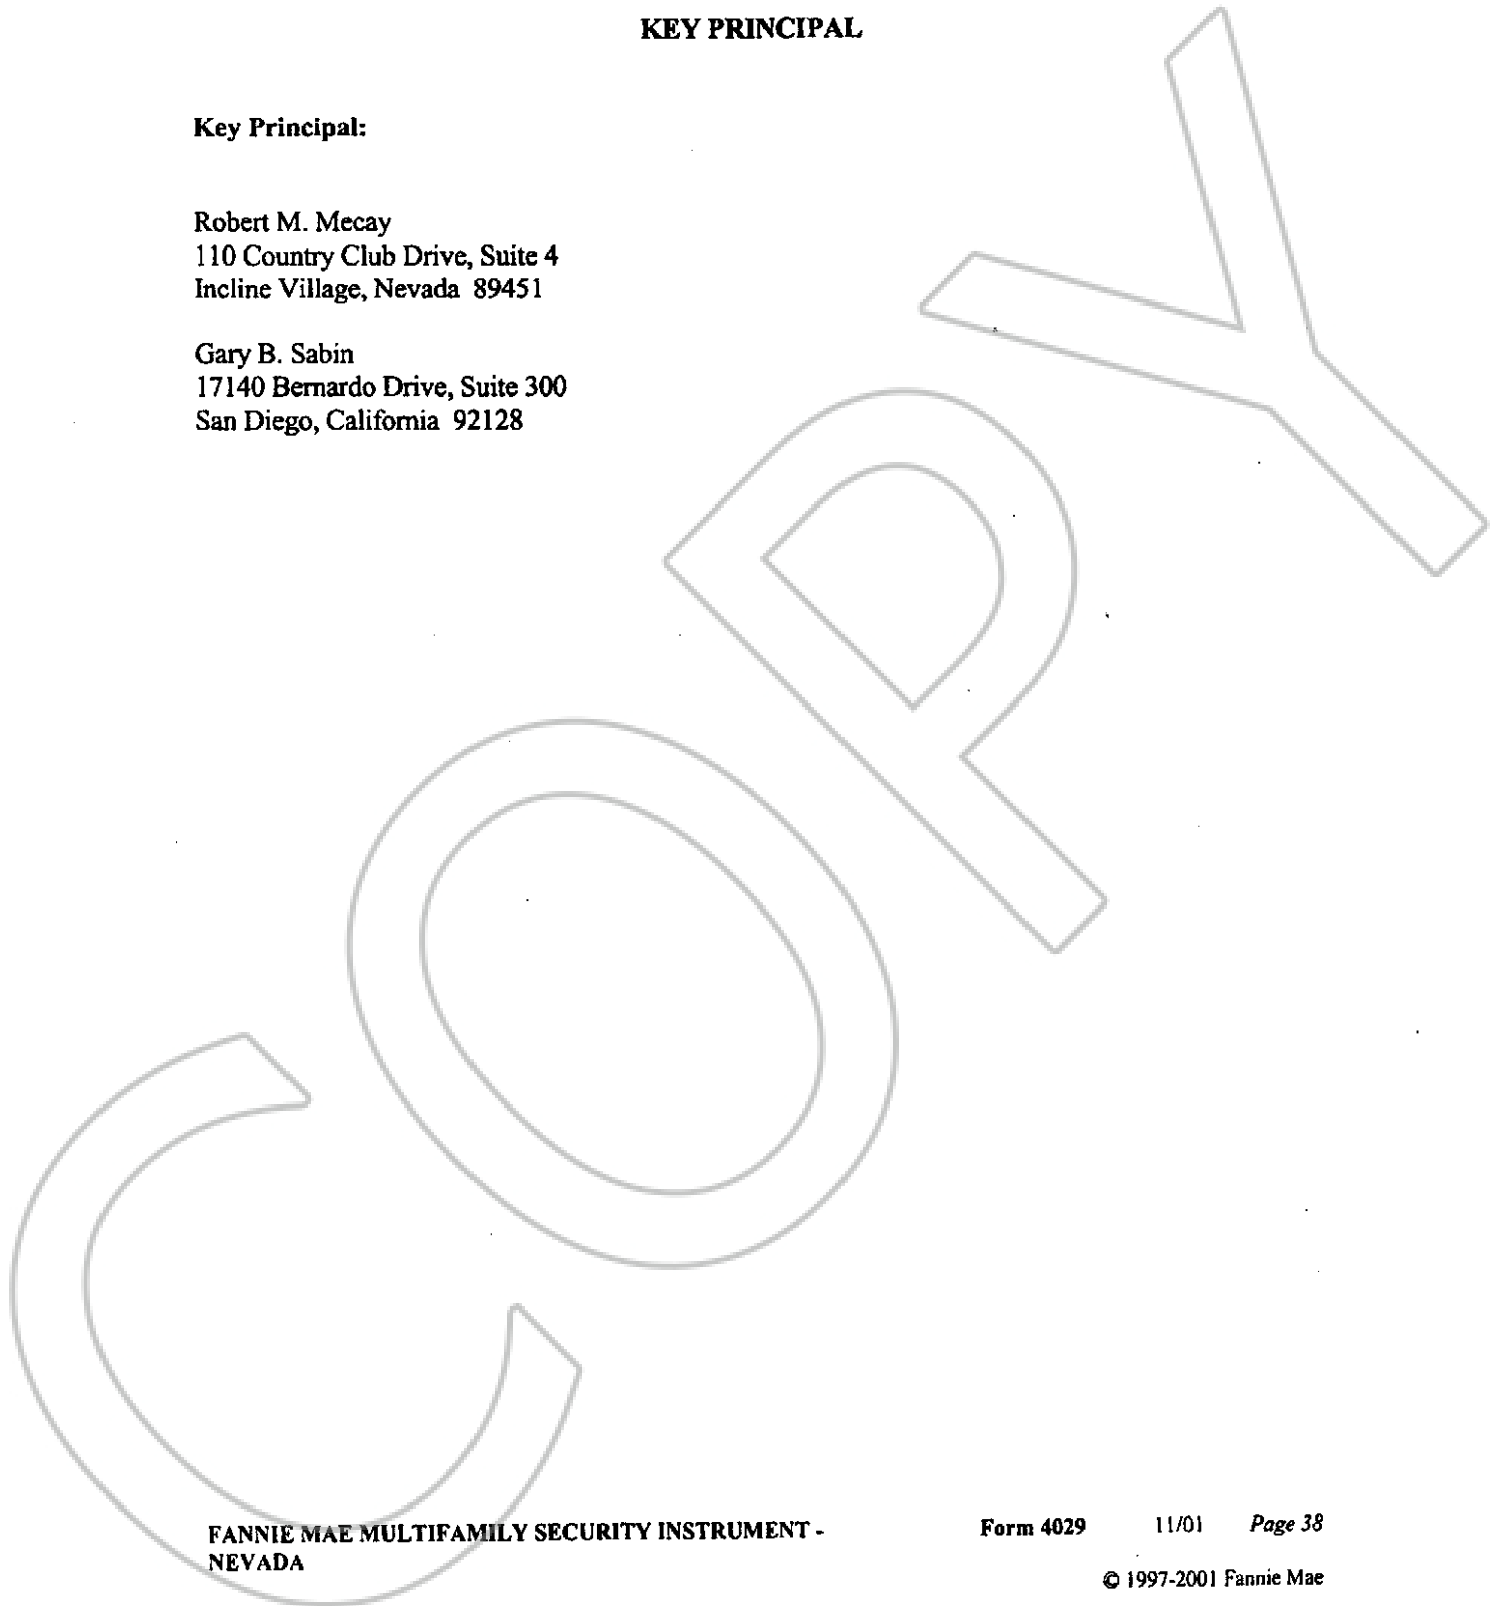 KEY PRINCIPAL
Key Principal:
Robert M. Mecay
110 Country Club Drive, Suite 4
Incline Village, Nevada 89451
Gary B. Sabin
17140 Bernardo Drive, Suite 300
San Diego, California 92128
COPY
FANNIE MAE MULTIFAMILY SECURITY INSTRUMENT -
NEVADA
Form 4029 11/01 Page 38
© 1997-2001 Fannie Mae